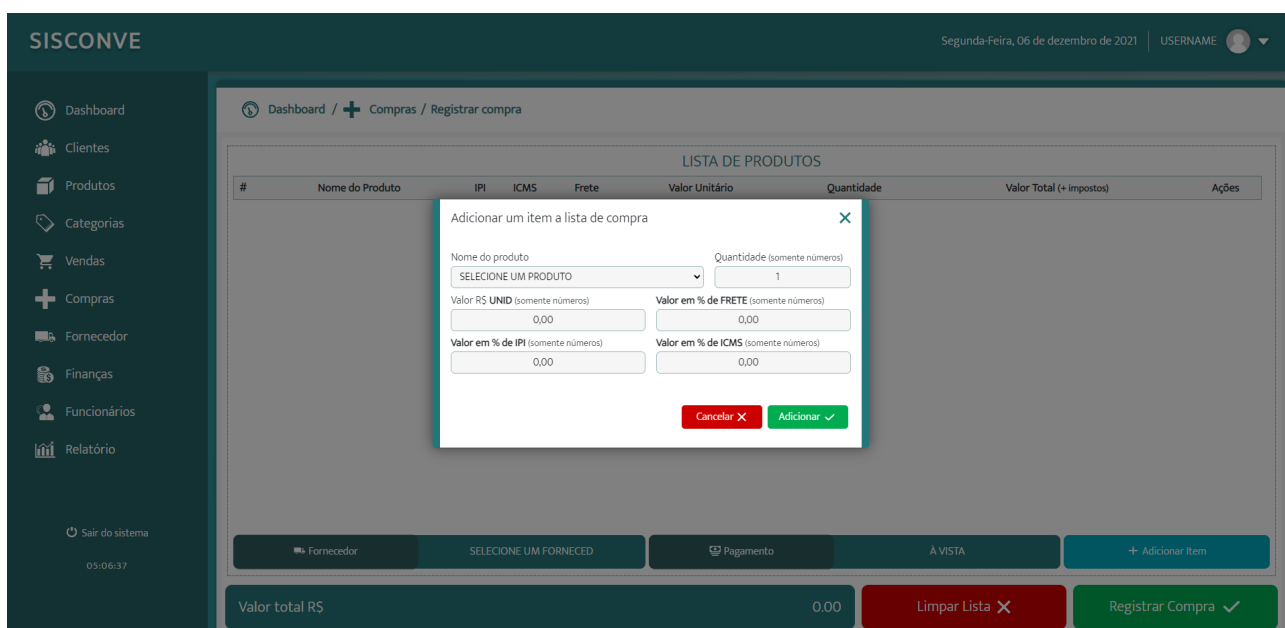 SISCONVE
Segunda-Feira, 06 de dezembro de 2021 USERNAME
Dashboard
Clientes
Produtos
Categorias
Vendas
Compras
Fornecedor
Finanças
Funcionários
Relatório
Sair do sistema
05:06:37
Dashboard / Compras / Registrar compra
LISTA DE PRODUTOS
# Nome do Produto IPI ICMS Frete Valor Unitário Quantidade Valor Total (+ impostos) Ações
Adicionar um item a lista de compra
Nome do produto Quantidade (somente números)
SELECIONE UM PRODUTO 1
Valor R$ UNID (somente números) Valor em % de FRETE (somente números)
0,00 0,00
Valor em % de IPI (somente números) Valor em % de ICMS (somente números)
0,00 0,00
Cancelar Adicionar
Fornecedor SELECIONE UM FORNECED Pagamento À VISTA + Adicionar Item
Valor total R$ 0.00 Limpar Lista Registrar Compra